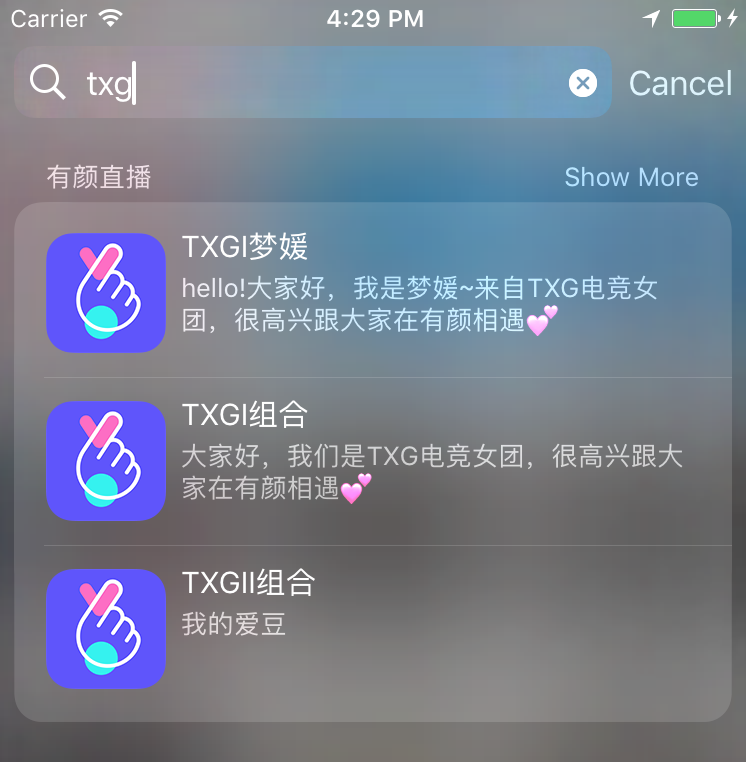 Carrier 4:29 PM
txg Cancel
有颜直播 Show More
TXGI梦媛
hello!大家好，我是梦媛~来自TXG电竞女
团，很高兴跟大家在有颜相遇💕
TXGI组合
大家好，我们是TXG电竞女团，很高兴跟大
家在有颜相遇💕
TXGII组合
我的爱豆